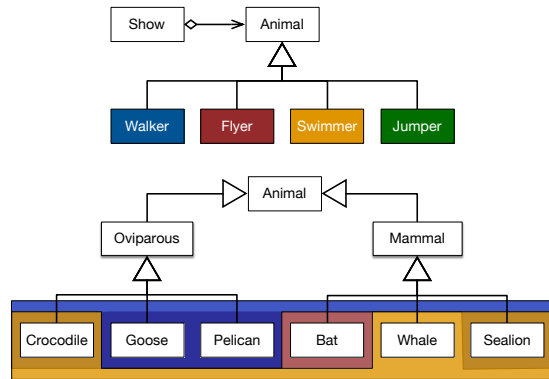 Show
Animal
Walker
Flyer
Swimmer
Jumper
Animal
Oviparous
Mammal
Crocodile
Goose
Pelican
Bat
Whale
Sealion